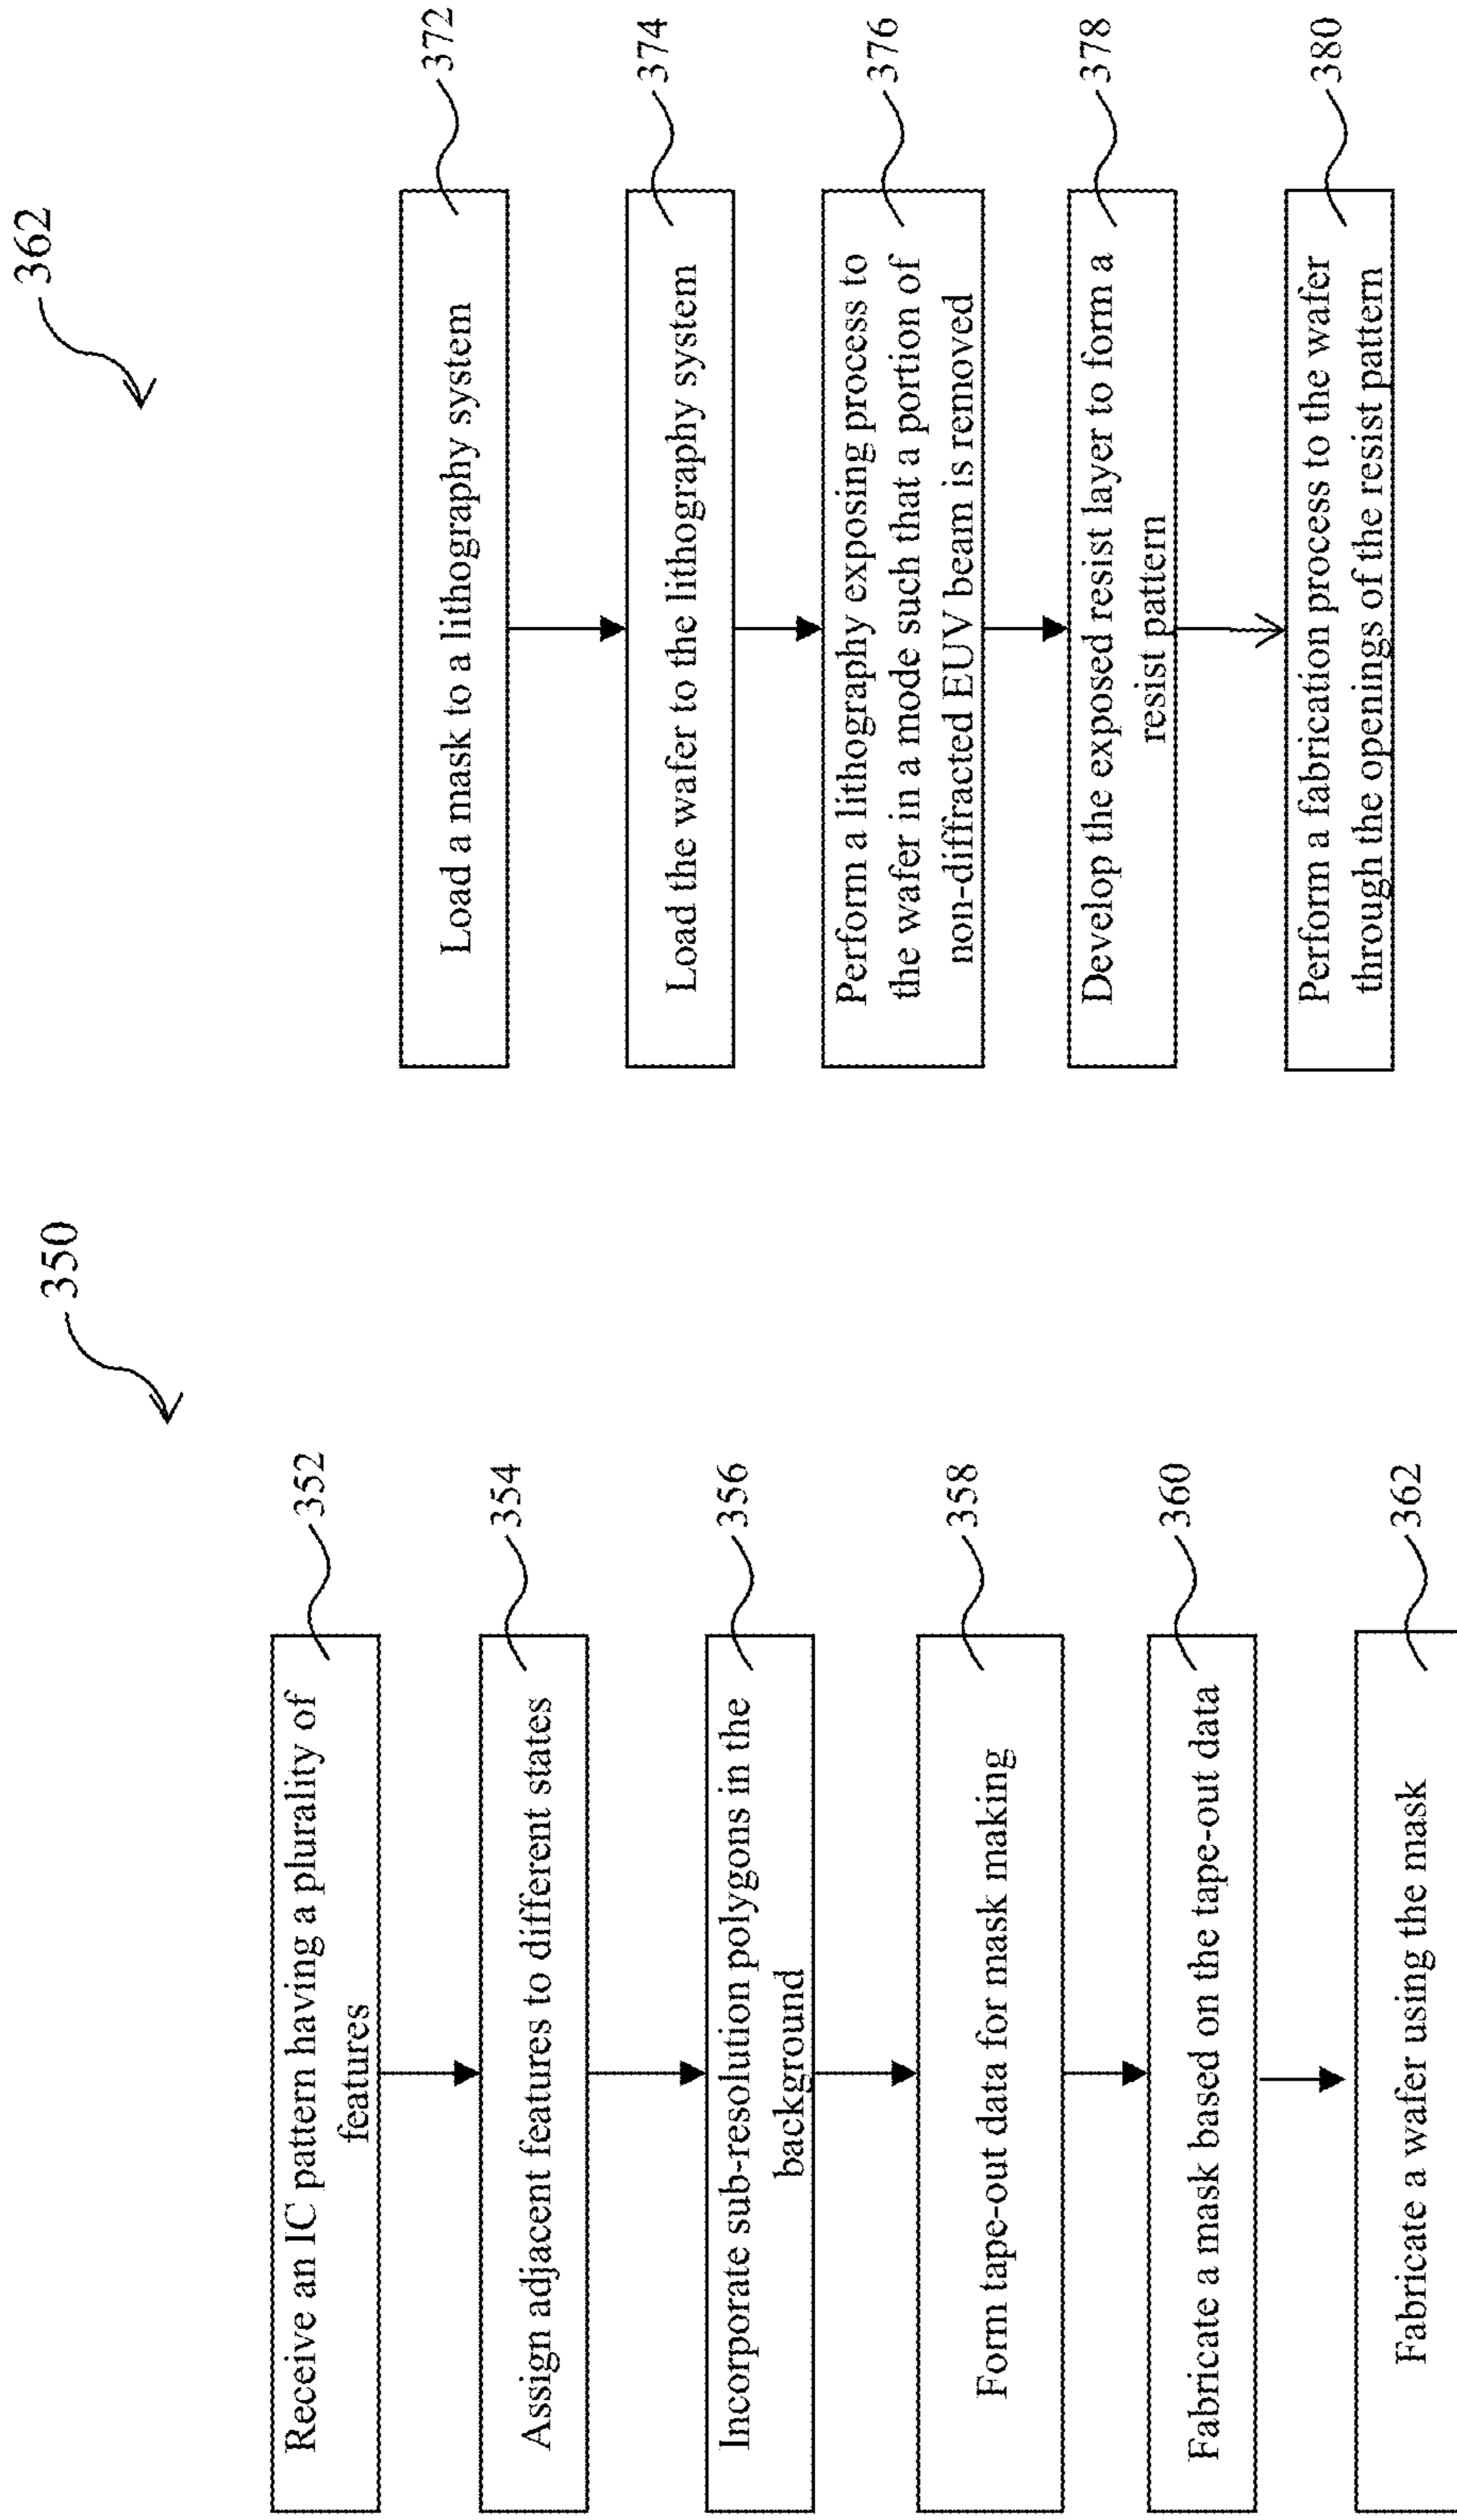 350
Receive an IC pattern having a plurality of
features
352
Assign adjacent features to different states
354
Incorporate sub-resolution polygons in the
background
356
Form tape-out data for mask making
358
Fabricate a mask based on the tape-out data
360
Fabricate a wafer using the mask
362
362
Load a mask to a lithography system
372
Load the wafer to the lithography system
374
Perform a lithography exposing process to
the wafer in a mode such that a portion of
non-diffracted EUV beam is removed
376
Develop the exposed resist layer to form a
resist pattern
378
Perform a fabrication process to the wafer
through the openings of the resist pattern
380